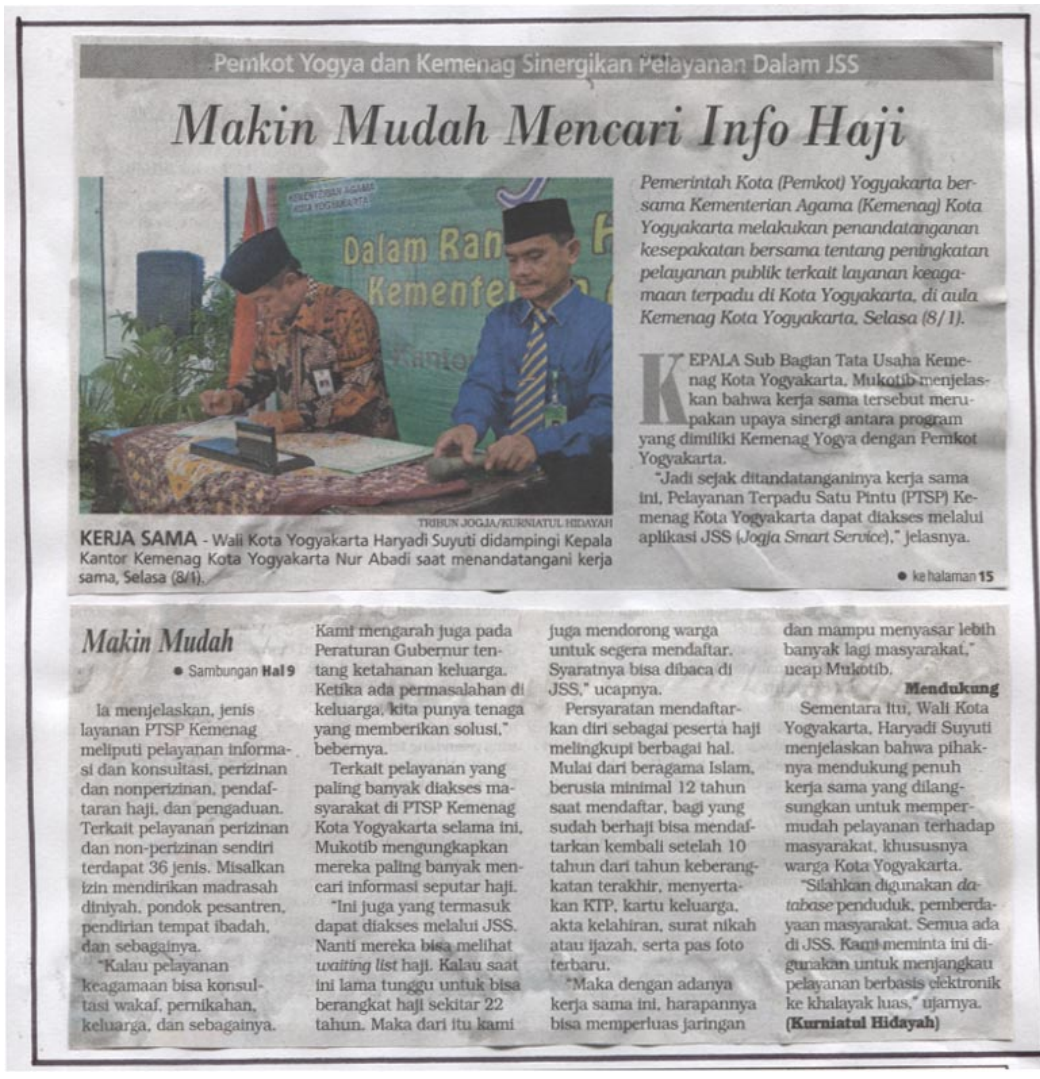 Pemkot Yogya dan Kemenag Sinergikan Pelayanan Dalam JSS
Makin Mudah Mencari Info Haji
KEMENTERIAN AGAMA
KOTA YOGYAKARTA
Dalam Ran
Kemente
Kanto
TRIBUN JOGJA/KURNIATUL HIDAYAH
KERJA SAMA - Wali Kota Yogyakarta Haryadi Suyuti didampingi Kepala
Kantor Kemenag Kota Yogyakarta Nur Abadi saat menandatangani kerja
sama, Selasa (8/1).
Pemerintah Kota (Pemkot) Yogyakarta ber-
sama Kementerian Agama (Kemenag) Kota
Yogyakarta melakukan penandatanganan
kesepakatan bersama tentang peningkatan
pelayanan publik terkait layanan keaga-
maan terpadu di Kota Yogyakarta, di aula
Kemenag Kota Yogyakarta, Selasa (8/1).
KEPALA Sub Bagian Tata Usaha Keme-
nag Kota Yogyakarta, Mukotib menjelas-
kan bahwa kerja sama tersebut meru-
pakan upaya sinergi antara program
yang dimiliki Kemenag Yogya dengan Pemkot
Yogyakarta.
"Jadi sejak ditandatanganinya kerja sama
ini, Pelayanan Terpadu Satu Pintu (PTSP) Ke-
menag Kota Yogyakarta dapat diakses melalui
aplikasi JSS (Jogja Smart Service)," jelasnya.
● ke halaman 15
Makin Mudah
● Sambungan Hal 9
Ia menjelaskan, jenis
layanan PTSP Kemenag
meliputi pelayanan informa-
si dan konsultasi, perizinan
dan nonperizinan, pendaf-
taran haji, dan pengaduan.
Terkait pelayanan perizinan
dan non-perizinan sendiri
terdapat 36 jenis. Misalkan
izin mendirikan madrasah
diniyah, pondok pesantren,
pendirian tempat ibadah,
dan sebagainya.
"Kalau pelayanan
keagamaan bisa konsul-
tasi wakaf, pernikahan,
keluarga, dan sebagainya.
Kami mengarah juga pada
Peraturan Gubernur ten-
tang ketahanan keluarga.
Ketika ada permasalahan di
keluarga, kita punya tenaga
yang memberikan solusi,"
bebernya.
Terkait pelayanan yang
paling banyak diakses ma-
syarakat di PTSP Kemenag
Kota Yogyakarta selama ini,
Mukotib mengungkapkan
mereka paling banyak men-
cari informasi seputar haji.
"Ini juga yang termasuk
dapat diakses melalui JSS.
Nanti mereka bisa melihat
waiting list haji. Kalau saat
ini lama tunggu untuk bisa
berangkat haji sekitar 22
tahun. Maka dari itu kami
juga mendorong warga
untuk segera mendaftar.
Syaratnya bisa dibaca di
JSS," ucapnya.
Persyaratan mendaftar-
kan diri sebagai peserta haji
melingkupi berbagai hal.
Mulai dari beragama Islam,
berusia minimal 12 tahun
saat mendaftar, bagi yang
sudah berhaji bisa mendaf-
tarkan kembali setelah 10
tahun dari tahun keberang-
katan terakhir, menyerta-
kan KTP, kartu keluarga,
akta kelahiran, surat nikah
atau ijazah, serta pas foto
terbaru.
"Maka dengan adanya
kerja sama ini, harapannya
bisa memperluas jaringan
dan mampu menyasar lebih
banyak lagi masyarakat,"
ucap Mukotib.
Mendukung
Sementara itu, Wali Kota
Yogyakarta, Haryadi Suyuti
menjelaskan bahwa pihak-
nya mendukung penuh
kerja sama yang dilang-
sungkan untuk memper-
mudah pelayanan terhadap
masyarakat, khususnya
warga Kota Yogyakarta.
"Silahkan digunakan da-
tabase penduduk, pemberda-
yaan masyarakat. Semua ada
di JSS. Kami meminta ini di-
gunakan untuk menjangkau
pelayanan berbasis elektronik
ke khalayak luas," ujarnya.
(Kurniatul Hidayah)